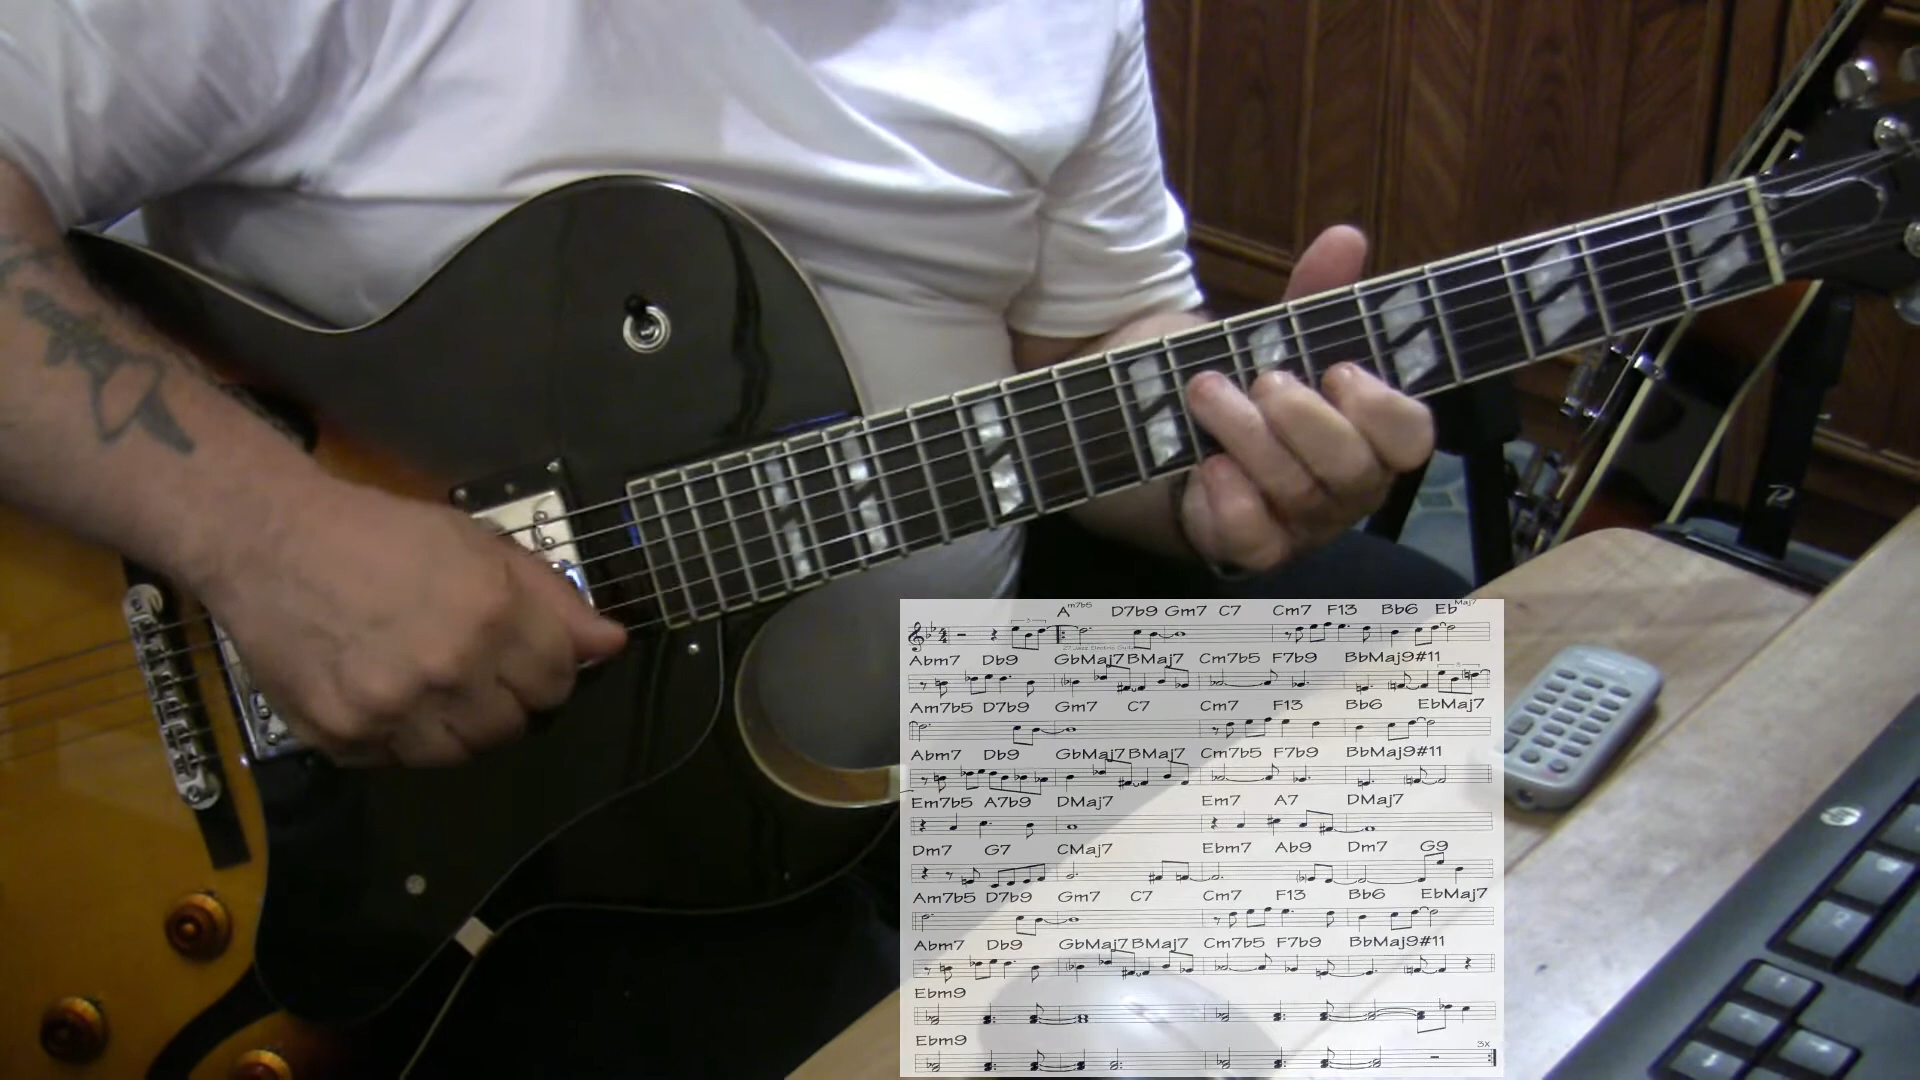 Am7b5 D7b9 Gm7 C7 Cm7 F13 Bb6 EbMaj7
Abm7 Db9 GbMaj7 BMaj7 Cm7b5 F7b9 BbMaj9#11
Am7b5 D7b9 Gm7 C7 Cm7 F13 Bb6 EbMaj7
Abm7 Db9 GbMaj7 BMaj7 Cm7b5 F7b9 BbMaj9#11
Em7b5 A7b9 DMaj7 Em7 A7 DMaj7
Dm7 G7 CMaj7 Ebm7 Ab9 Dm7 G9
Am7b5 D7b9 Gm7 C7 Cm7 F13 Bb6 EbMaj7
Abm7 Db9 GbMaj7 BMaj7 Cm7b5 F7b9 BbMaj9#11
Ebm9
Ebm9
3X